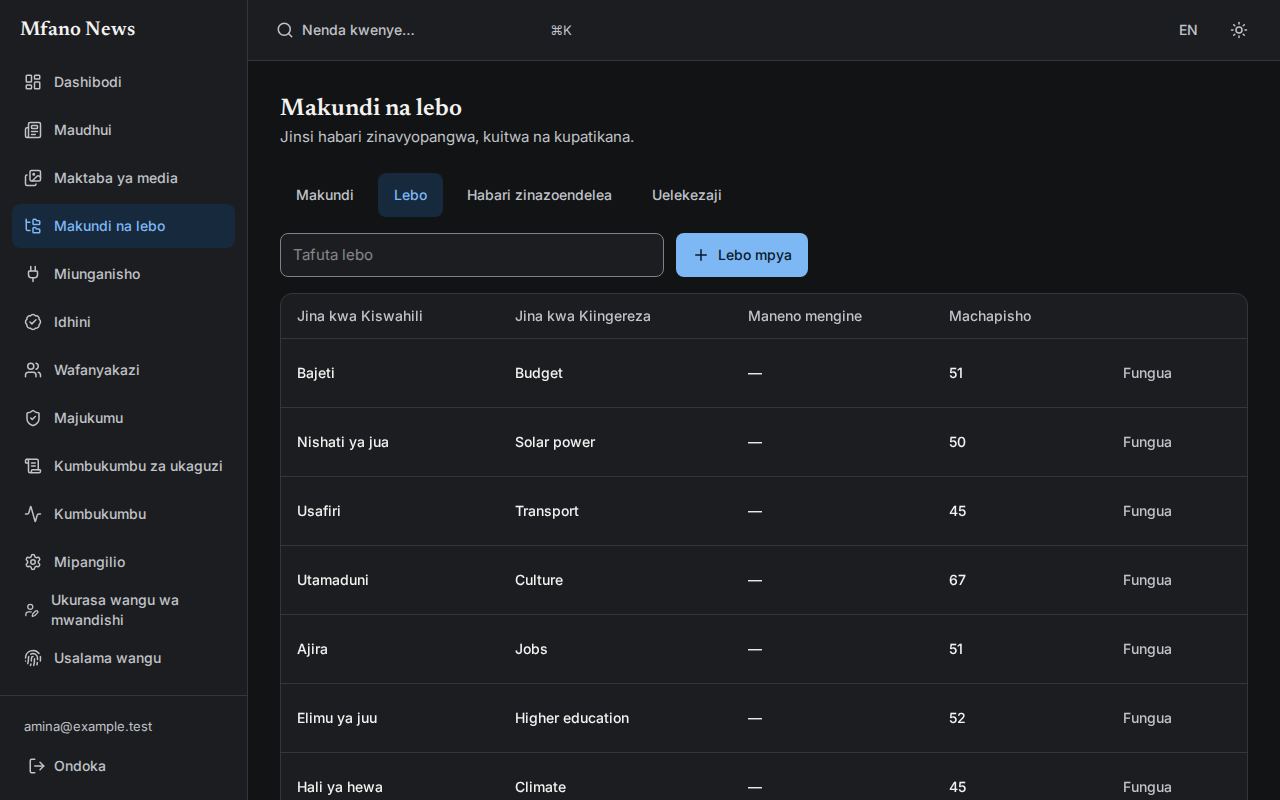 Mfano News
Nenda kwenye...
⌘K
EN
Dashibodi
Maudhui
Maktaba ya media
Makundi na lebo
Miunganisho
Idhini
Wafanyakazi
Majukumu
Kumbukumbu za ukaguzi
Kumbukumbu
Mipangilio
Ukurasa wangu wa
mwandishi
Usalama wangu
amina@example.test
Ondoka
Makundi na lebo
Jinsi habari zinavyopangwa, kuitwa na kupatikana.
Makundi Lebo Habari zinazoendelea Uelekezaji
Tafuta lebo
Lebo mpya
Jina kwa Kiswahili Jina kwa Kiingereza Maneno mengine Machapisho
Bajeti Budget — 51 Fungua
Nishati ya jua Solar power — 50 Fungua
Usafiri Transport — 45 Fungua
Utamaduni Culture — 67 Fungua
Ajira Jobs — 51 Fungua
Elimu ya juu Higher education — 52 Fungua
Hali ya hewa Climate — 45 Fungua